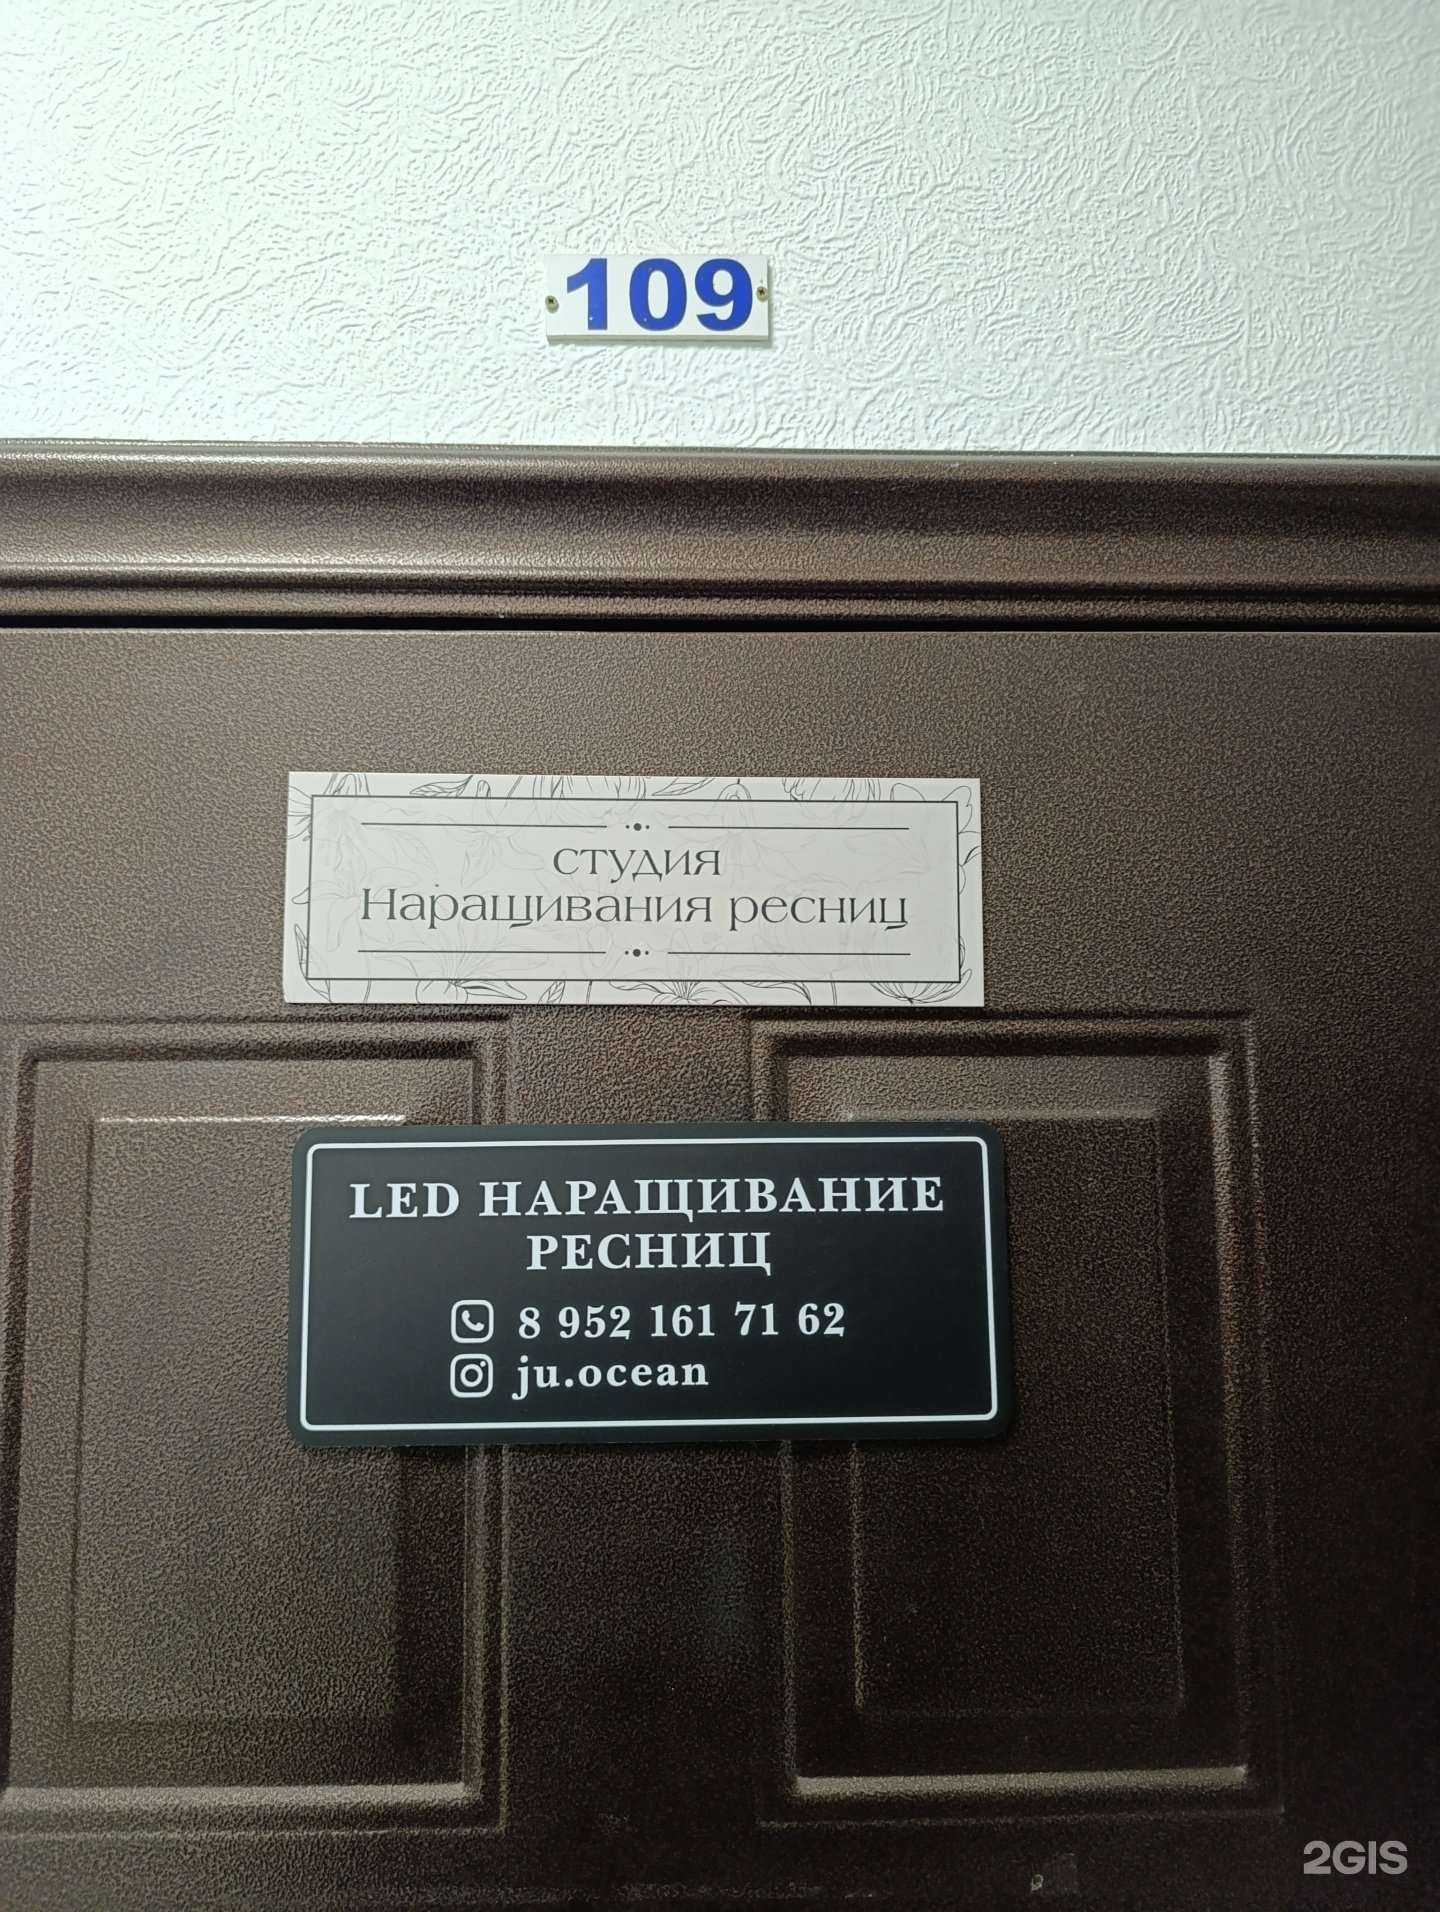 109
студия
Наращивания ресниц
LED НАРАЩИВАНИЕ
РЕСНИЦ
8 952 161 71 62
ju.ocean
2GIS